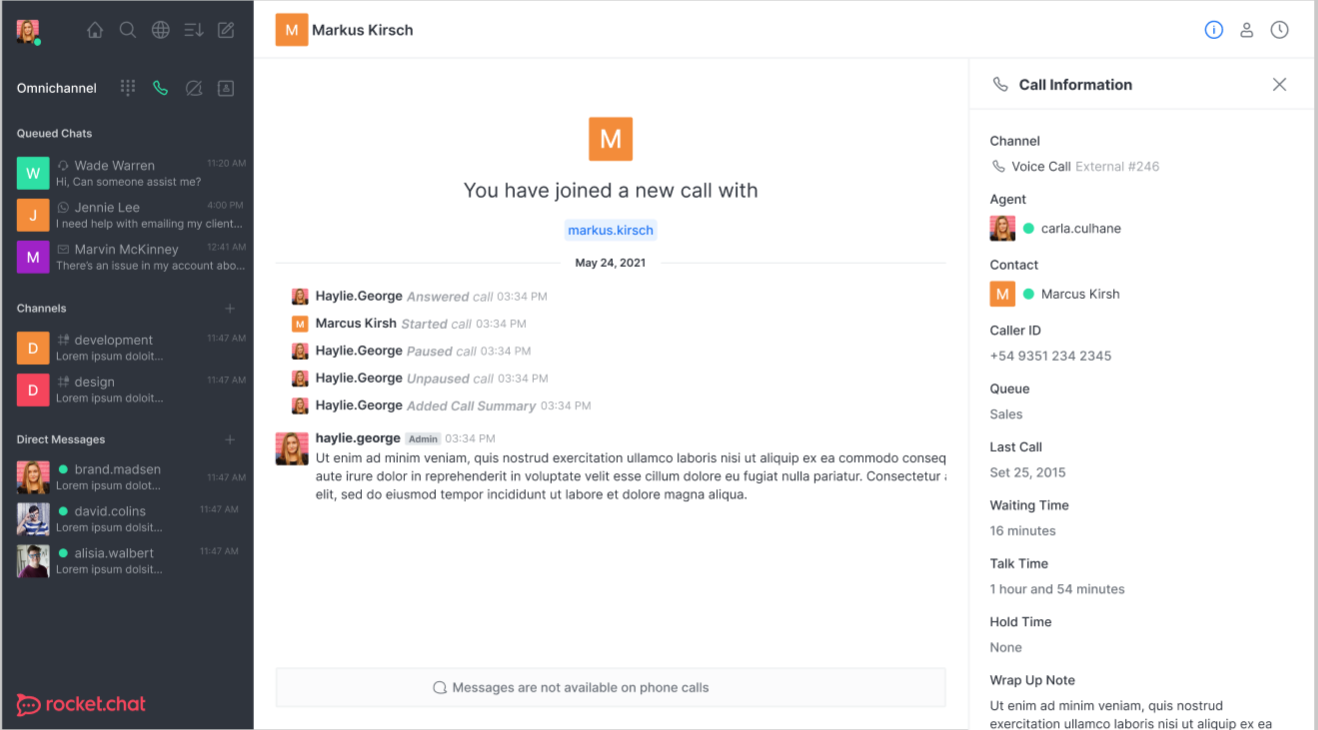 M Markus Kirsch
Omnichannel
Queued Chats
W Wade Warren 11:20 AM
Hi, Can someone assist me?
J Jennie Lee 4:00 PM
I need help with emailing my client...
M Marvin McKinney 12:41 AM
There's an issue in my account abo...
Channels
D development 11:47 AM
Lorem ipsum doloit...
D design 11:47 AM
Lorem ipsum doloit...
Direct Messages
brand.madsen 11:47 AM
Lorem ipsum dolot...
david.colins 11:47 AM
Lorem ipsum dolsit...
alisia.walbert 11:47 AM
Lorem ipsum dolsit...
rocket.chat
M
You have joined a new call with
markus.kirsch
May 24, 2021
Haylie.George Answered call 03:34 PM
M Marcus Kirsh Started call 03:34 PM
Haylie.George Paused call 03:34 PM
Haylie.George Unpaused call 03:34 PM
Haylie.George Added Call Summary 03:34 PM
haylie.george Admin 03:34 PM
Ut enim ad minim veniam, quis nostrud exercitation ullamco laboris nisi ut aliquip ex ea commodo conseq
aute irure dolor in reprehenderit in voluptate velit esse cillum dolore eu fugiat nulla pariatur. Consectetur
elit, sed do eiusmod tempor incididunt ut labore et dolore magna aliqua.
Messages are not available on phone calls
Call Information
Channel
Voice Call External #246
Agent
carla.culhane
Contact
M Marcus Kirsh
Caller ID
+54 9351 234 2345
Queue
Sales
Last Call
Set 25, 2015
Waiting Time
16 minutes
Talk Time
1 hour and 54 minutes
Hold Time
None
Wrap Up Note
Ut enim ad minim veniam, quis nostrud
exercitation ullamco laboris nisi ut aliquip ex ea